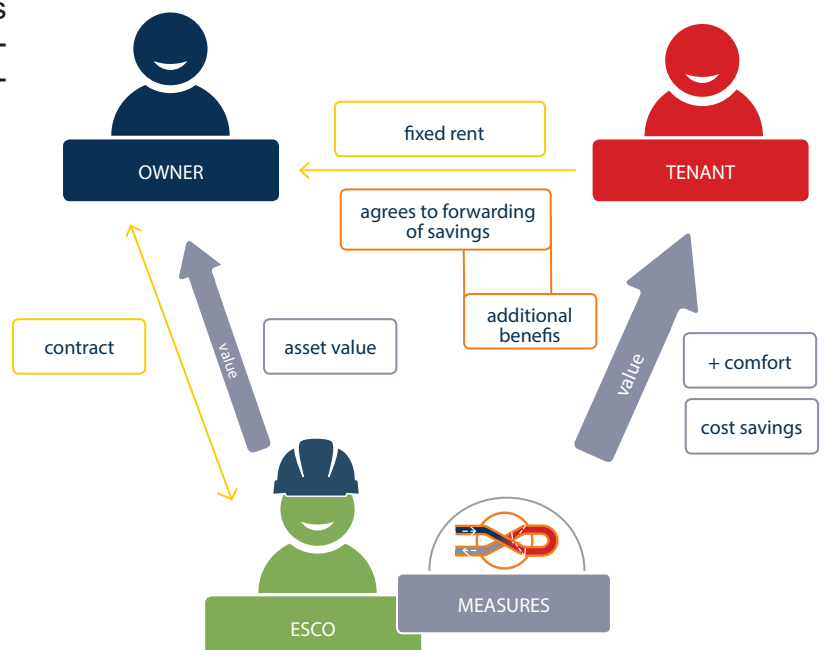 s
OWNER
fixed rent
TENANT
agrees to forwarding
of savings
additional
benefis
contract
value
asset value
value
+ comfort
cost savings
MEASURES
ESCO